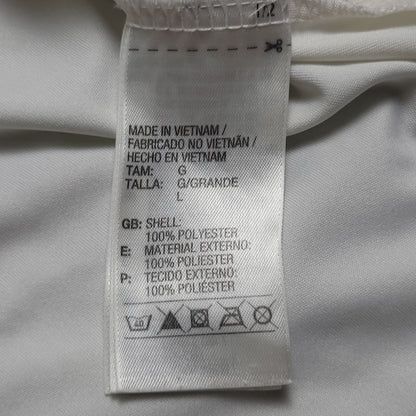 MADE IN VIETNAM /
FABRICADO NO VIETNÃ/
HECHO EN VIETNAM
TAM: G
TALLA: G/GRANDE
L
GB: SHELL:
100% POLYESTER
E: MATERIAL EXTERNO:
100% POLIESTER
P: TECIDO EXTERNO:
100% POLIÉSTER
40